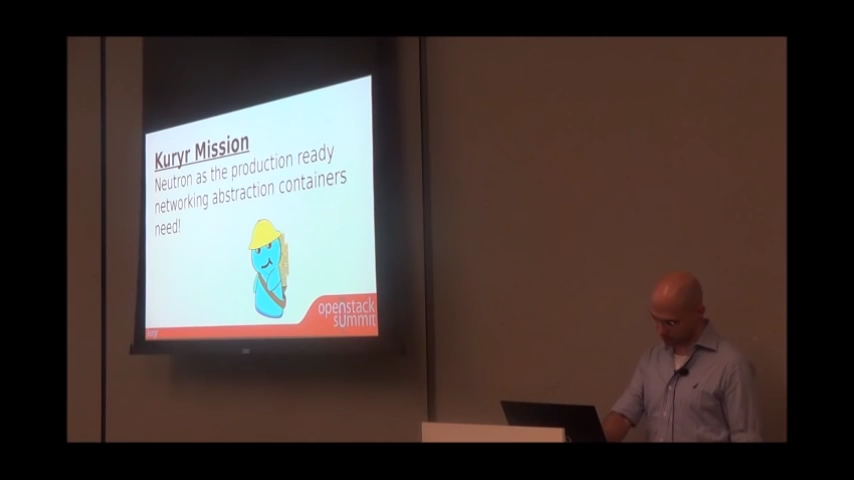 Kuryr Mission
Neutron as the production ready
networking abstraction containers
need!
openstack
summit